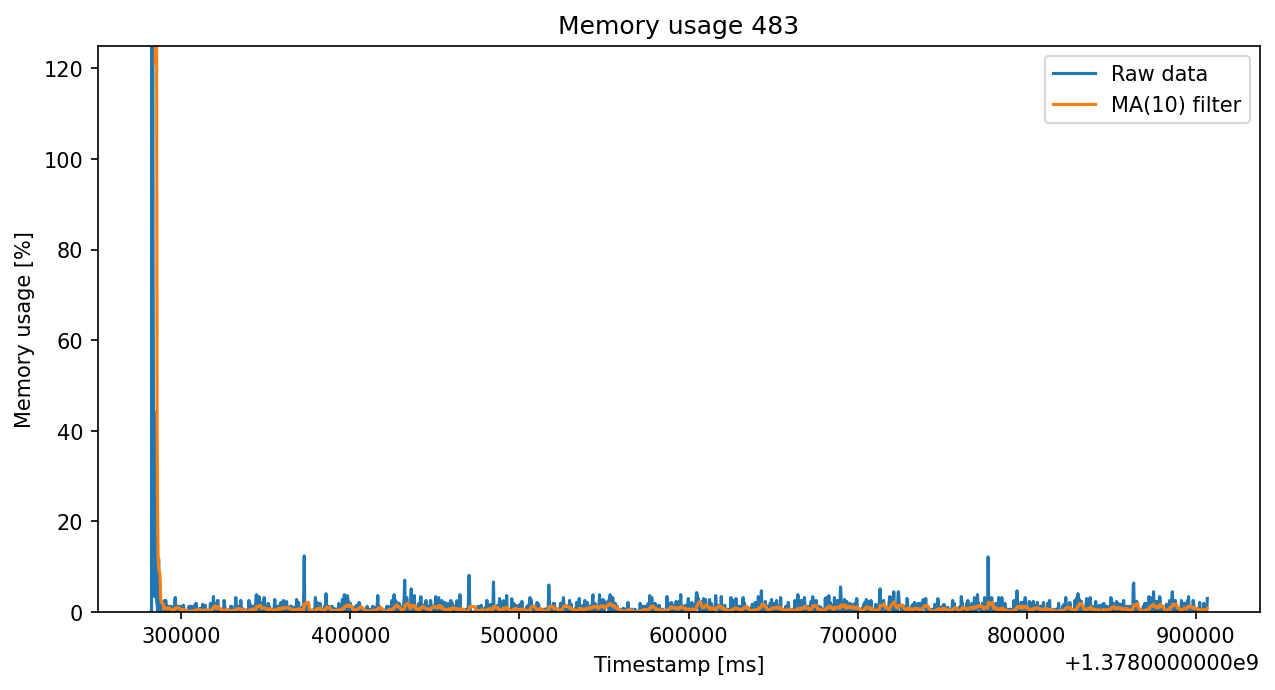 Memory usage 483
Raw data
MA(10) filter
Memory usage [%]
120
100
80
60
40
20
0
300000 400000 500000 600000 700000 800000 900000
Timestamp [ms]
+1.3780000000e9